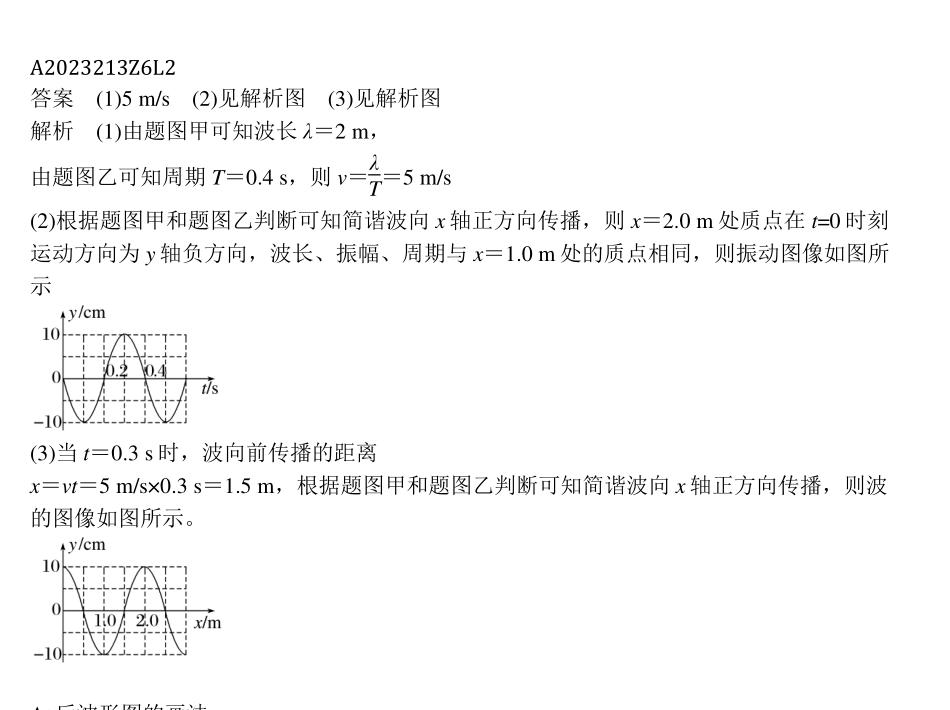 A2023213Z6L2
答案 (1)5 m/s (2)见解析图 (3)见解析图
解析 (1)由题图甲可知波长 λ＝2 m，
由题图乙可知周期 T＝0.4 s，则 v＝λ/T＝5 m/s
(2)根据题图甲和题图乙判断可知简谐波向 x 轴正方向传播，则 x＝2.0 m 处质点在 t=0 时刻
运动方向为 y 轴负方向，波长、振幅、周期与 x＝1.0 m 处的质点相同，则振动图像如图所
示
y/cm
10
0
0.2 0.4
t/s
−10
(3)当 t＝0.3 s 时，波向前传播的距离
x＝vt＝5 m/s×0.3 s＝1.5 m，根据题图甲和题图乙判断可知简谐波向 x 轴正方向传播，则波
的图像如图所示。
y/cm
10
0
1.0 2.0
x/m
−10